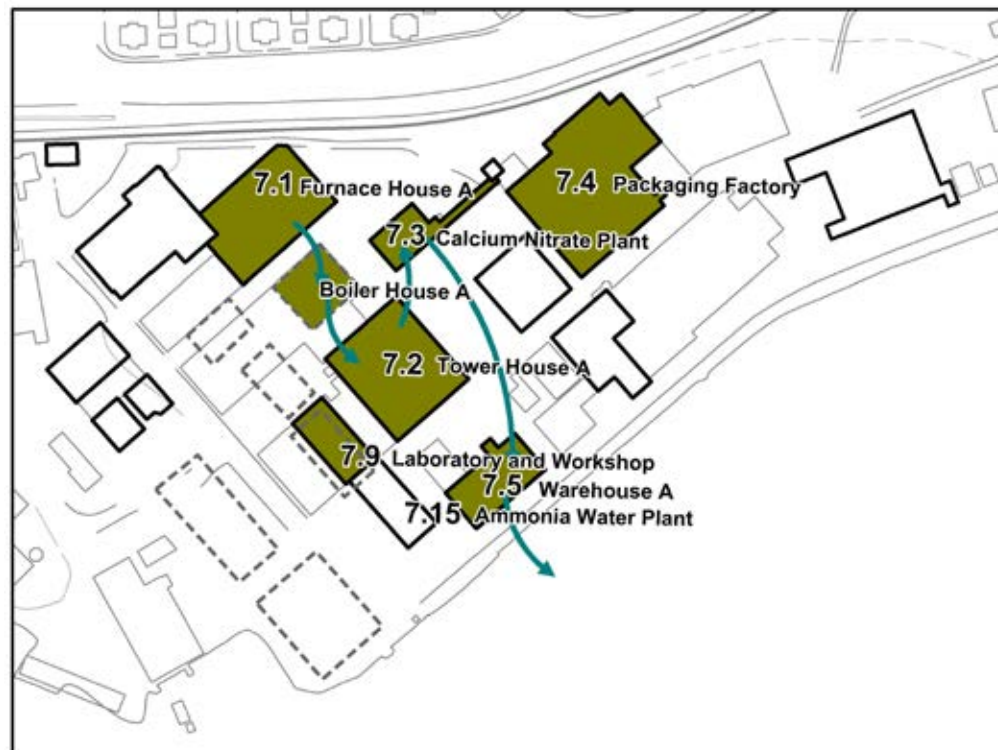 7.1 Furnace House A
7.4 Packaging Factory
7.3 Calcium Nitrate Plant
Boiler House A
7.2 Tower House A
7.9 Laboratory and Workshop
7.5 Warehouse A
7.15 Ammonia Water Plant